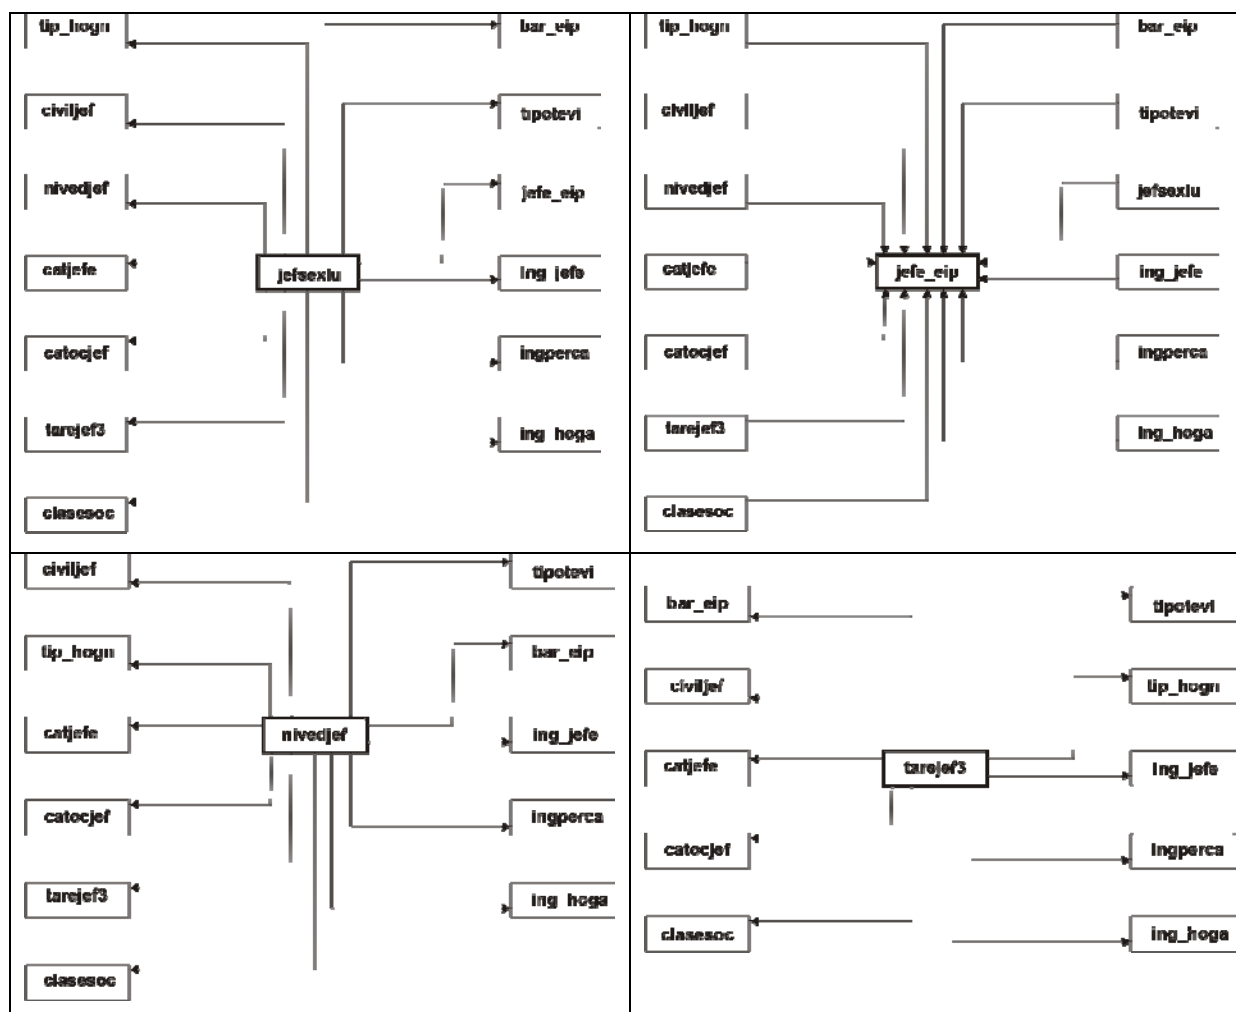 tip_hogn
bar_eip
civiljef
tipotevi
nivedjef
jefe_eip
catjefe
jefsexlu
ing_jefe
catocjef
ingperca
tarejef3
ing_hoga
clasesoc
tip_hogn
bar_eip
civiljef
tipotevi
nivedjef
jefsexlu
catjefe
jefe_eip
ing_jefe
catocjef
ingperca
tarejef3
ing_hoga
clasesoc
civiljef
tipotevi
tip_hogn
bar_eip
catjefe
nivedjef
ing_jefe
catocjef
ingperca
tarejef3
ing_hoga
clasesoc
bar_eip
tipotevi
civiljef
tip_hogn
catjefe
tarejef3
ing_jefe
catocjef
ingperca
clasesoc
ing_hoga